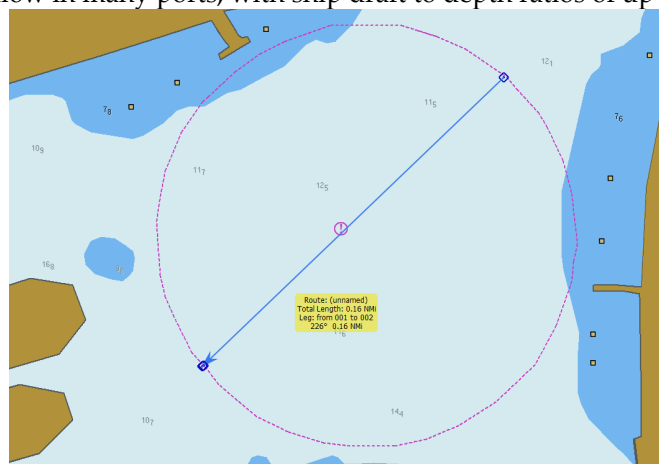 low in many ports, with ship draft to depth ratios of up
12₁
11₅
7₈
7₆
10₉
11₇
12₅
!
16₈
Route: (unnamed)
Total Length: 0.16 NMi
Leg: from 001 to 002
226° 0.16 NMi
10₇
14₄